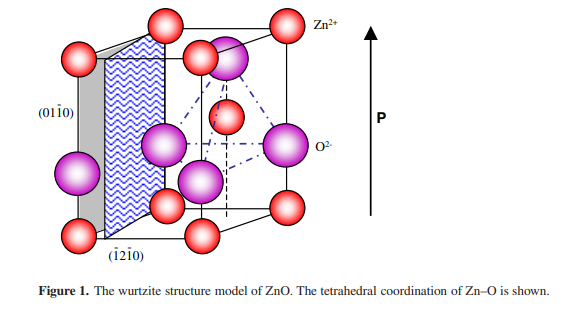 Zn²⁺
(011̄0)
P
O²⁻
(1̄21̄0)
Figure 1. The wurtzite structure model of ZnO. The tetrahedral coordination of Zn–O is shown.